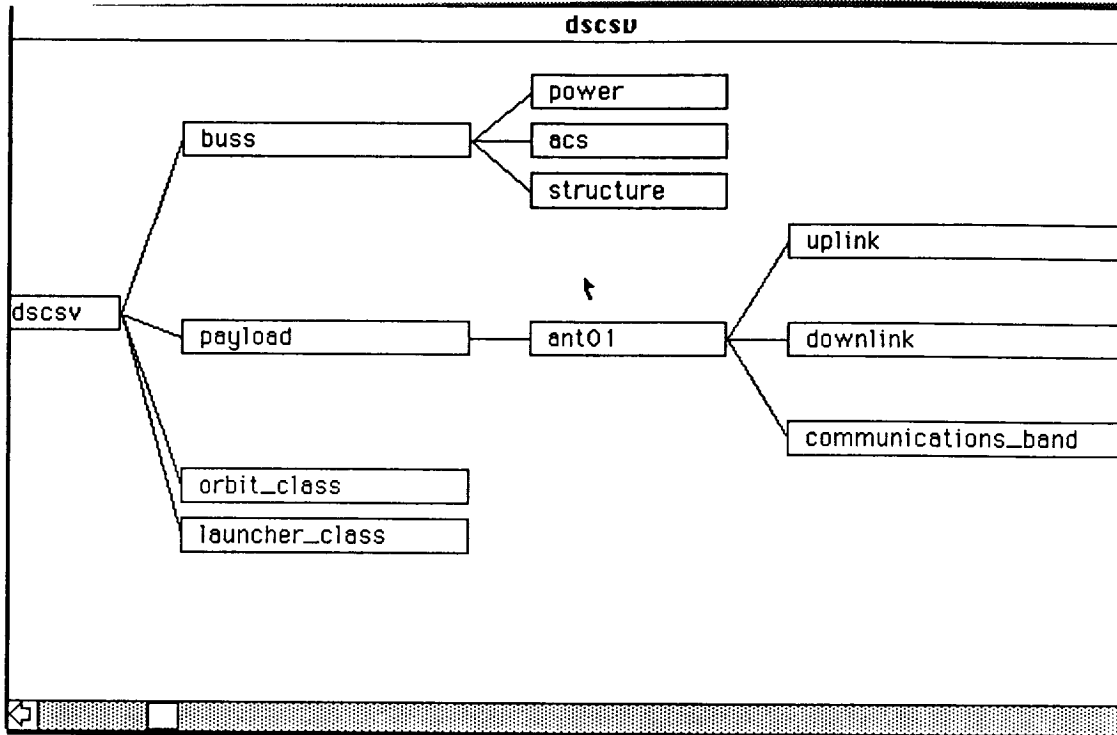 dscsv
power
buss
acs
structure
uplink
dscsv
payload
ant01
downlink
communications_band
orbit_class
launcher_class